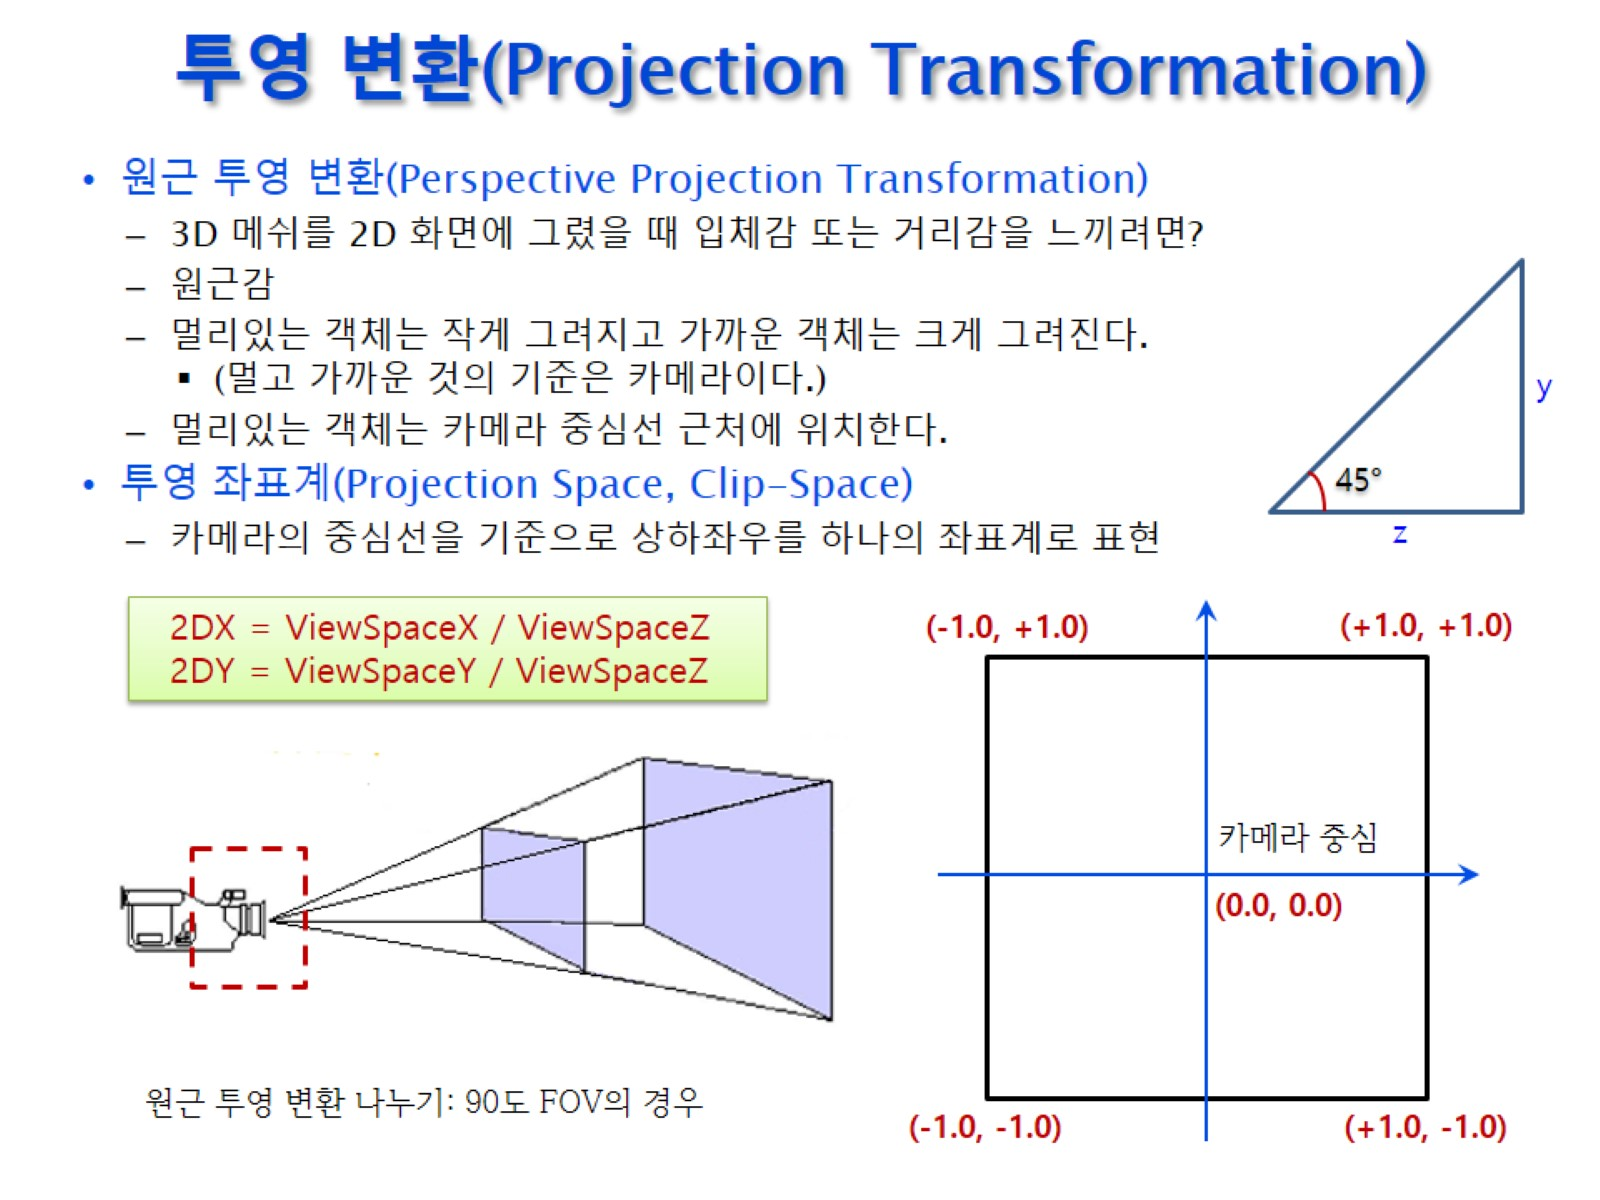 투영 변환(Projection Transformation)
• 원근 투영 변환(Perspective Projection Transformation)
– 3D 메쉬를 2D 화면에 그렸을 때 입체감 또는 거리감을 느끼려면?
– 원근감
– 멀리있는 객체는 작게 그려지고 가까운 객체는 크게 그려진다.
▪ (멀고 가까운 것의 기준은 카메라이다.)
– 멀리있는 객체는 카메라 중심선 근처에 위치한다.
• 투영 좌표계(Projection Space, Clip-Space)
– 카메라의 중심선을 기준으로 상하좌우를 하나의 좌표계로 표현
y
45°
z
2DX = ViewSpaceX / ViewSpaceZ
2DY = ViewSpaceY / ViewSpaceZ
(-1.0, +1.0)
(+1.0, +1.0)
카메라 중심
(0.0, 0.0)
(-1.0, -1.0)
(+1.0, -1.0)
원근 투영 변환 나누기: 90도 FOV의 경우